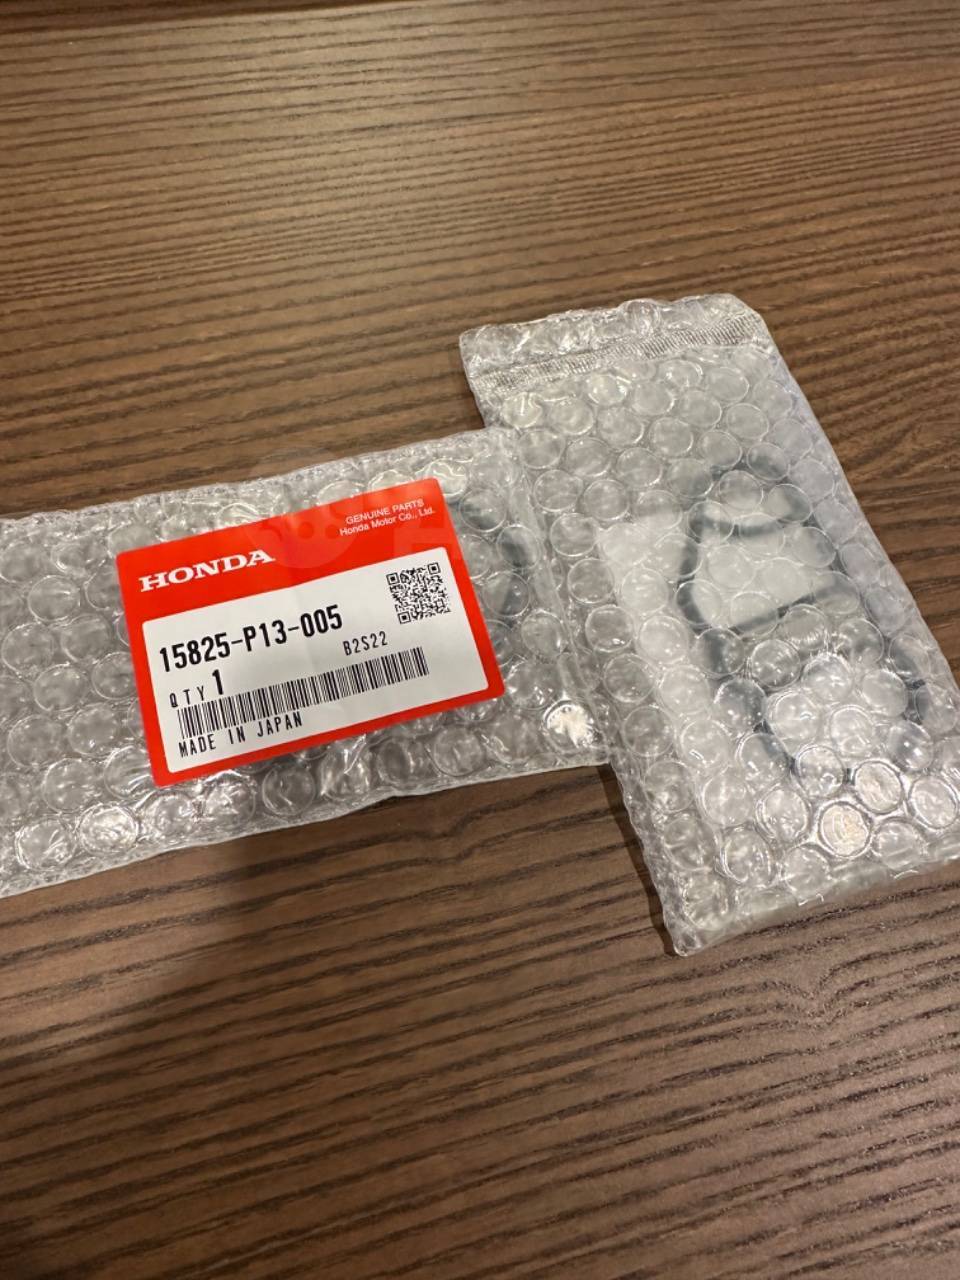 GENUINE PARTS
Honda Motor Co., Ltd.
HONDA
15825-P13-005
B2S22
QTY 1
MADE IN JAPAN